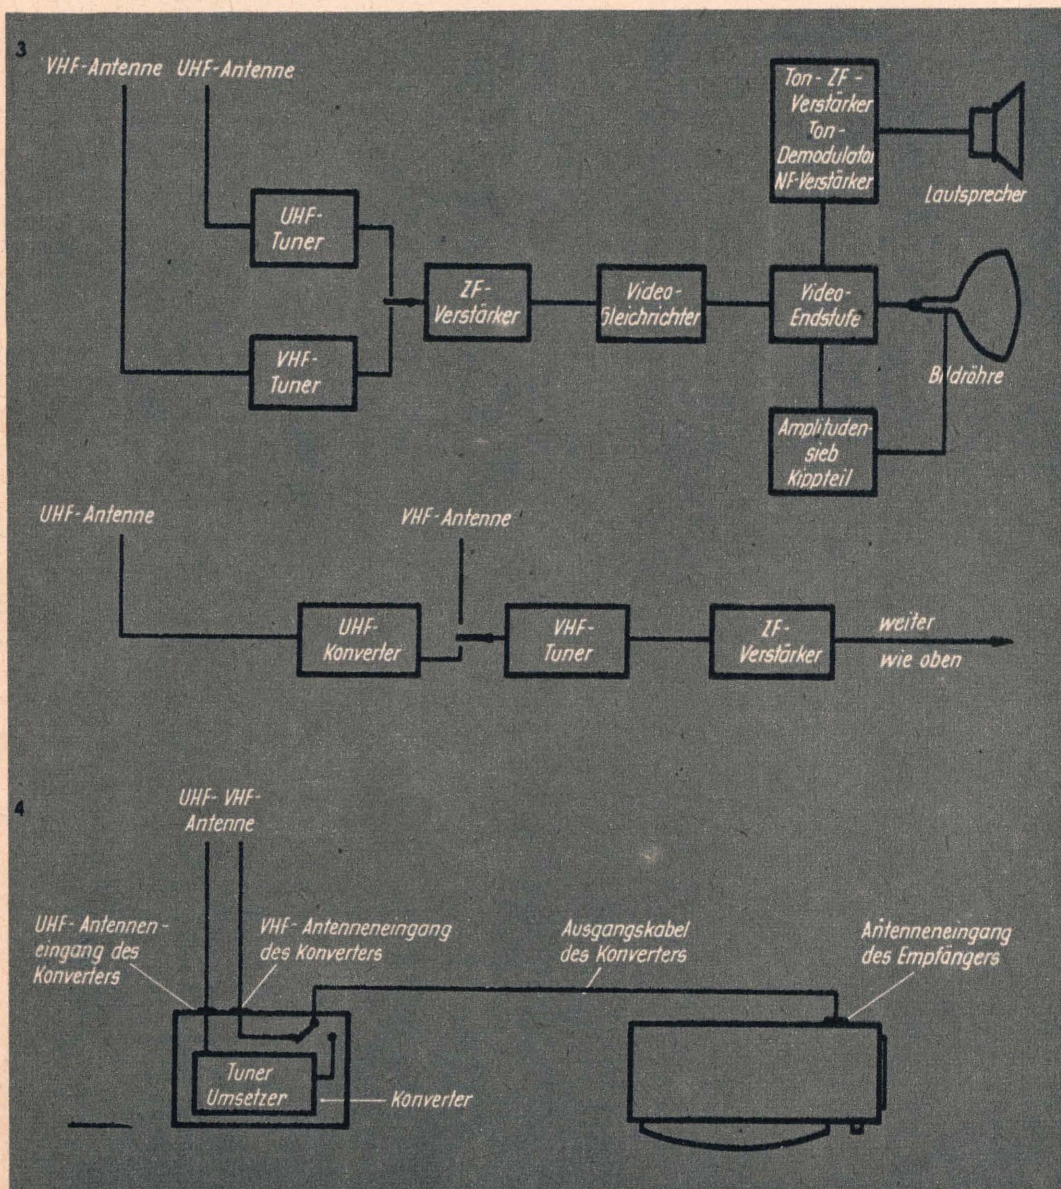 3
VHF-Antenne UHF-Antenne
UHF-
Tuner
VHF-
Tuner
ZF-
Verstärker
Video-
Gleichrichter
Video-
Endstufe
Ton-ZF-
Verstärker
Ton-
Demodulator
NF-Verstärker
Lautsprecher
Bildröhre
Amplituden-
sieb
Kippteil
UHF-Antenne
VHF-Antenne
UHF-
Konverter
VHF-
Tuner
ZF-
Verstärker
weiter
wie oben
4
UHF- VHF-
Antenne
UHF-Antennen-
eingang des
Konverters
VHF-Antenneneingang
des Konverters
Ausgangskabel
des Konverters
Antenneneingang
des Empfängers
Tuner
Umsetzer
Konverter